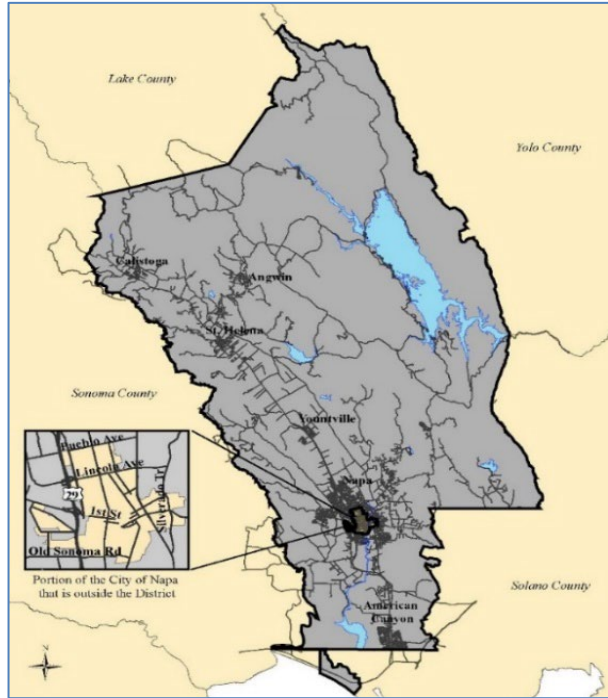 Lake County
Yolo County
Calistoga
Angwin
St. Helena
Sonoma County
Yountville
Pueblo Ave
Lincoln Ave
29
1st St
Silverado Tr
Old Sonoma Rd
Napa
Portion of the City of Napa
that is outside the District
Solano County
American
Canyon
N